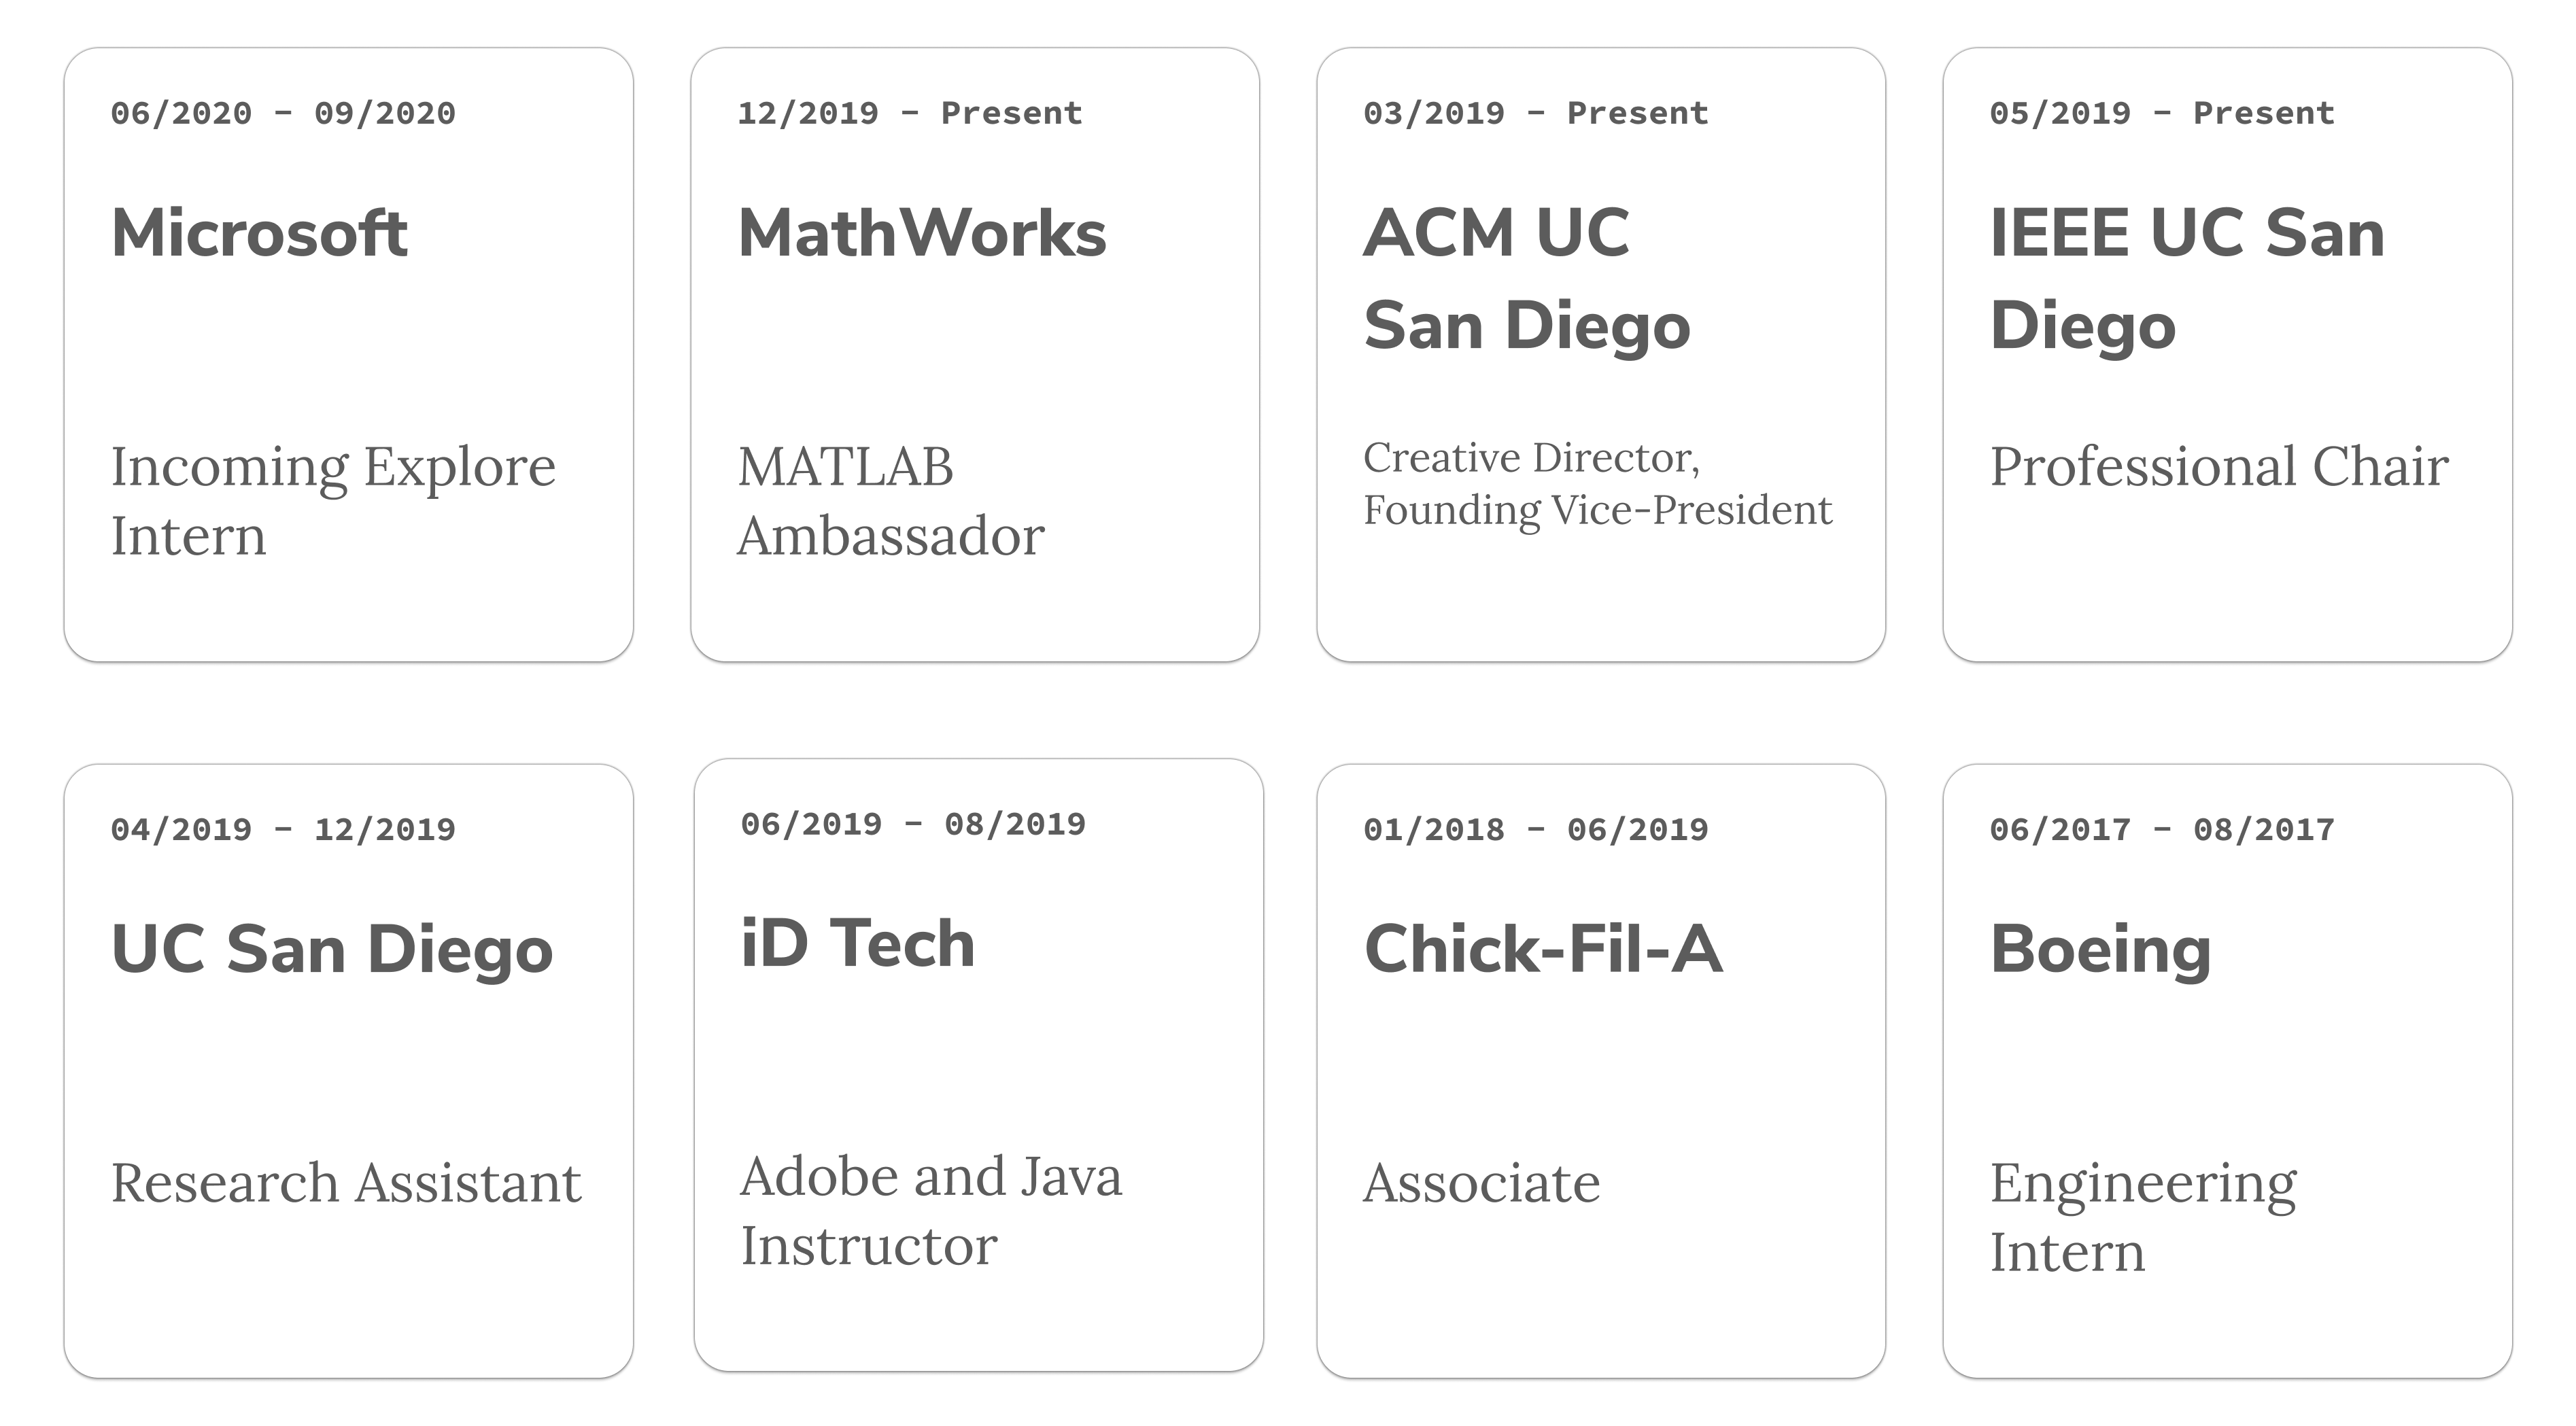 06/2020 - 09/2020
Microsoft
Incoming Explore
Intern
12/2019 - Present
MathWorks
MATLAB
Ambassador
03/2019 - Present
ACM UC
San Diego
Creative Director,
Founding Vice-President
05/2019 - Present
IEEE UC San
Diego
Professional Chair
04/2019 - 12/2019
UC San Diego
Research Assistant
06/2019 - 08/2019
iD Tech
Adobe and Java
Instructor
01/2018 - 06/2019
Chick-Fil-A
Associate
06/2017 - 08/2017
Boeing
Engineering
Intern